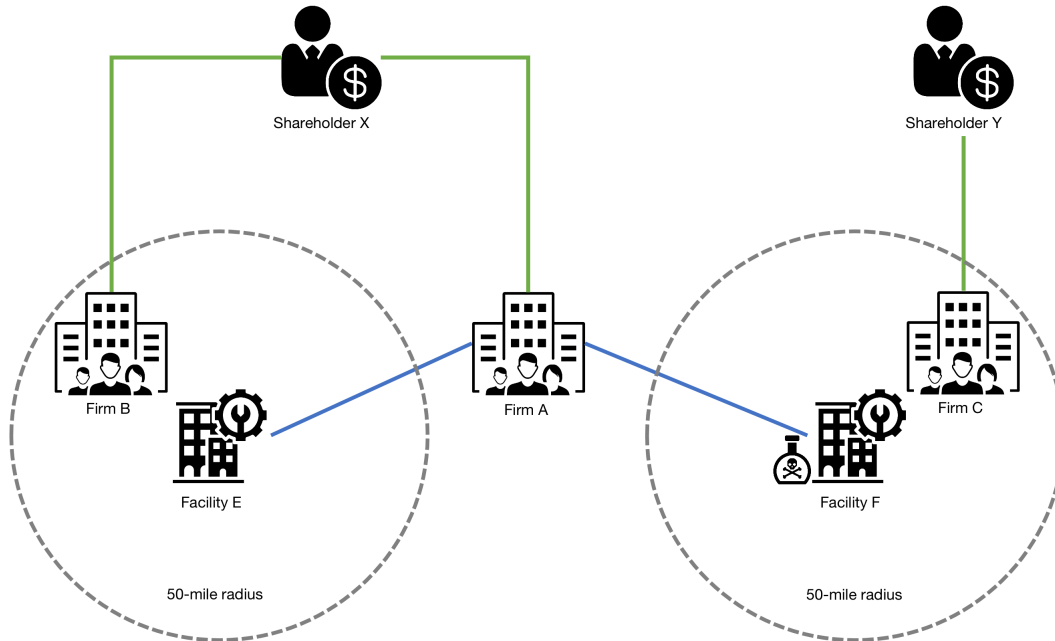 $
Shareholder X
$
Shareholder Y
Firm B
Firm A
Firm C
Facility E
Facility F
50-mile radius
50-mile radius